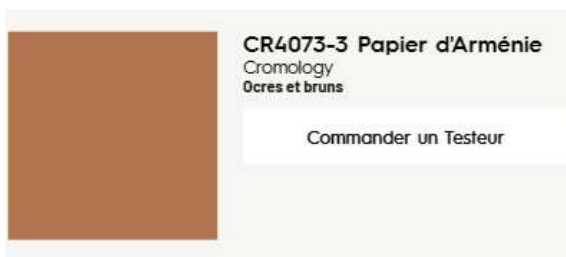 CR4073-3 Papier d'Arménie
Cromology
Ocres et bruns
Commander un Testeur